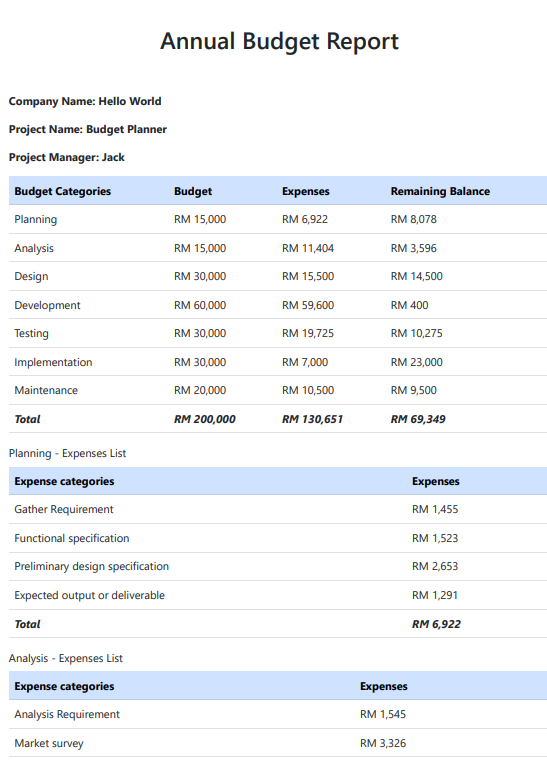 Annual Budget Report
Company Name: Hello World
Project Name: Budget Planner
Project Manager: Jack
Budget Categories Budget Expenses Remaining Balance
Planning RM 15,000 RM 6,922 RM 8,078
Analysis RM 15,000 RM 11,404 RM 3,596
Design RM 30,000 RM 15,500 RM 14,500
Development RM 60,000 RM 59,600 RM 400
Testing RM 30,000 RM 19,725 RM 10,275
Implementation RM 30,000 RM 7,000 RM 23,000
Maintenance RM 20,000 RM 10,500 RM 9,500
Total RM 200,000 RM 130,651 RM 69,349
Planning - Expenses List
Expense categories Expenses
Gather Requirement RM 1,455
Functional specification RM 1,523
Preliminary design specification RM 2,653
Expected output or deliverable RM 1,291
Total RM 6,922
Analysis - Expenses List
Expense categories Expenses
Analysis Requirement RM 1,545
Market survey RM 3,326